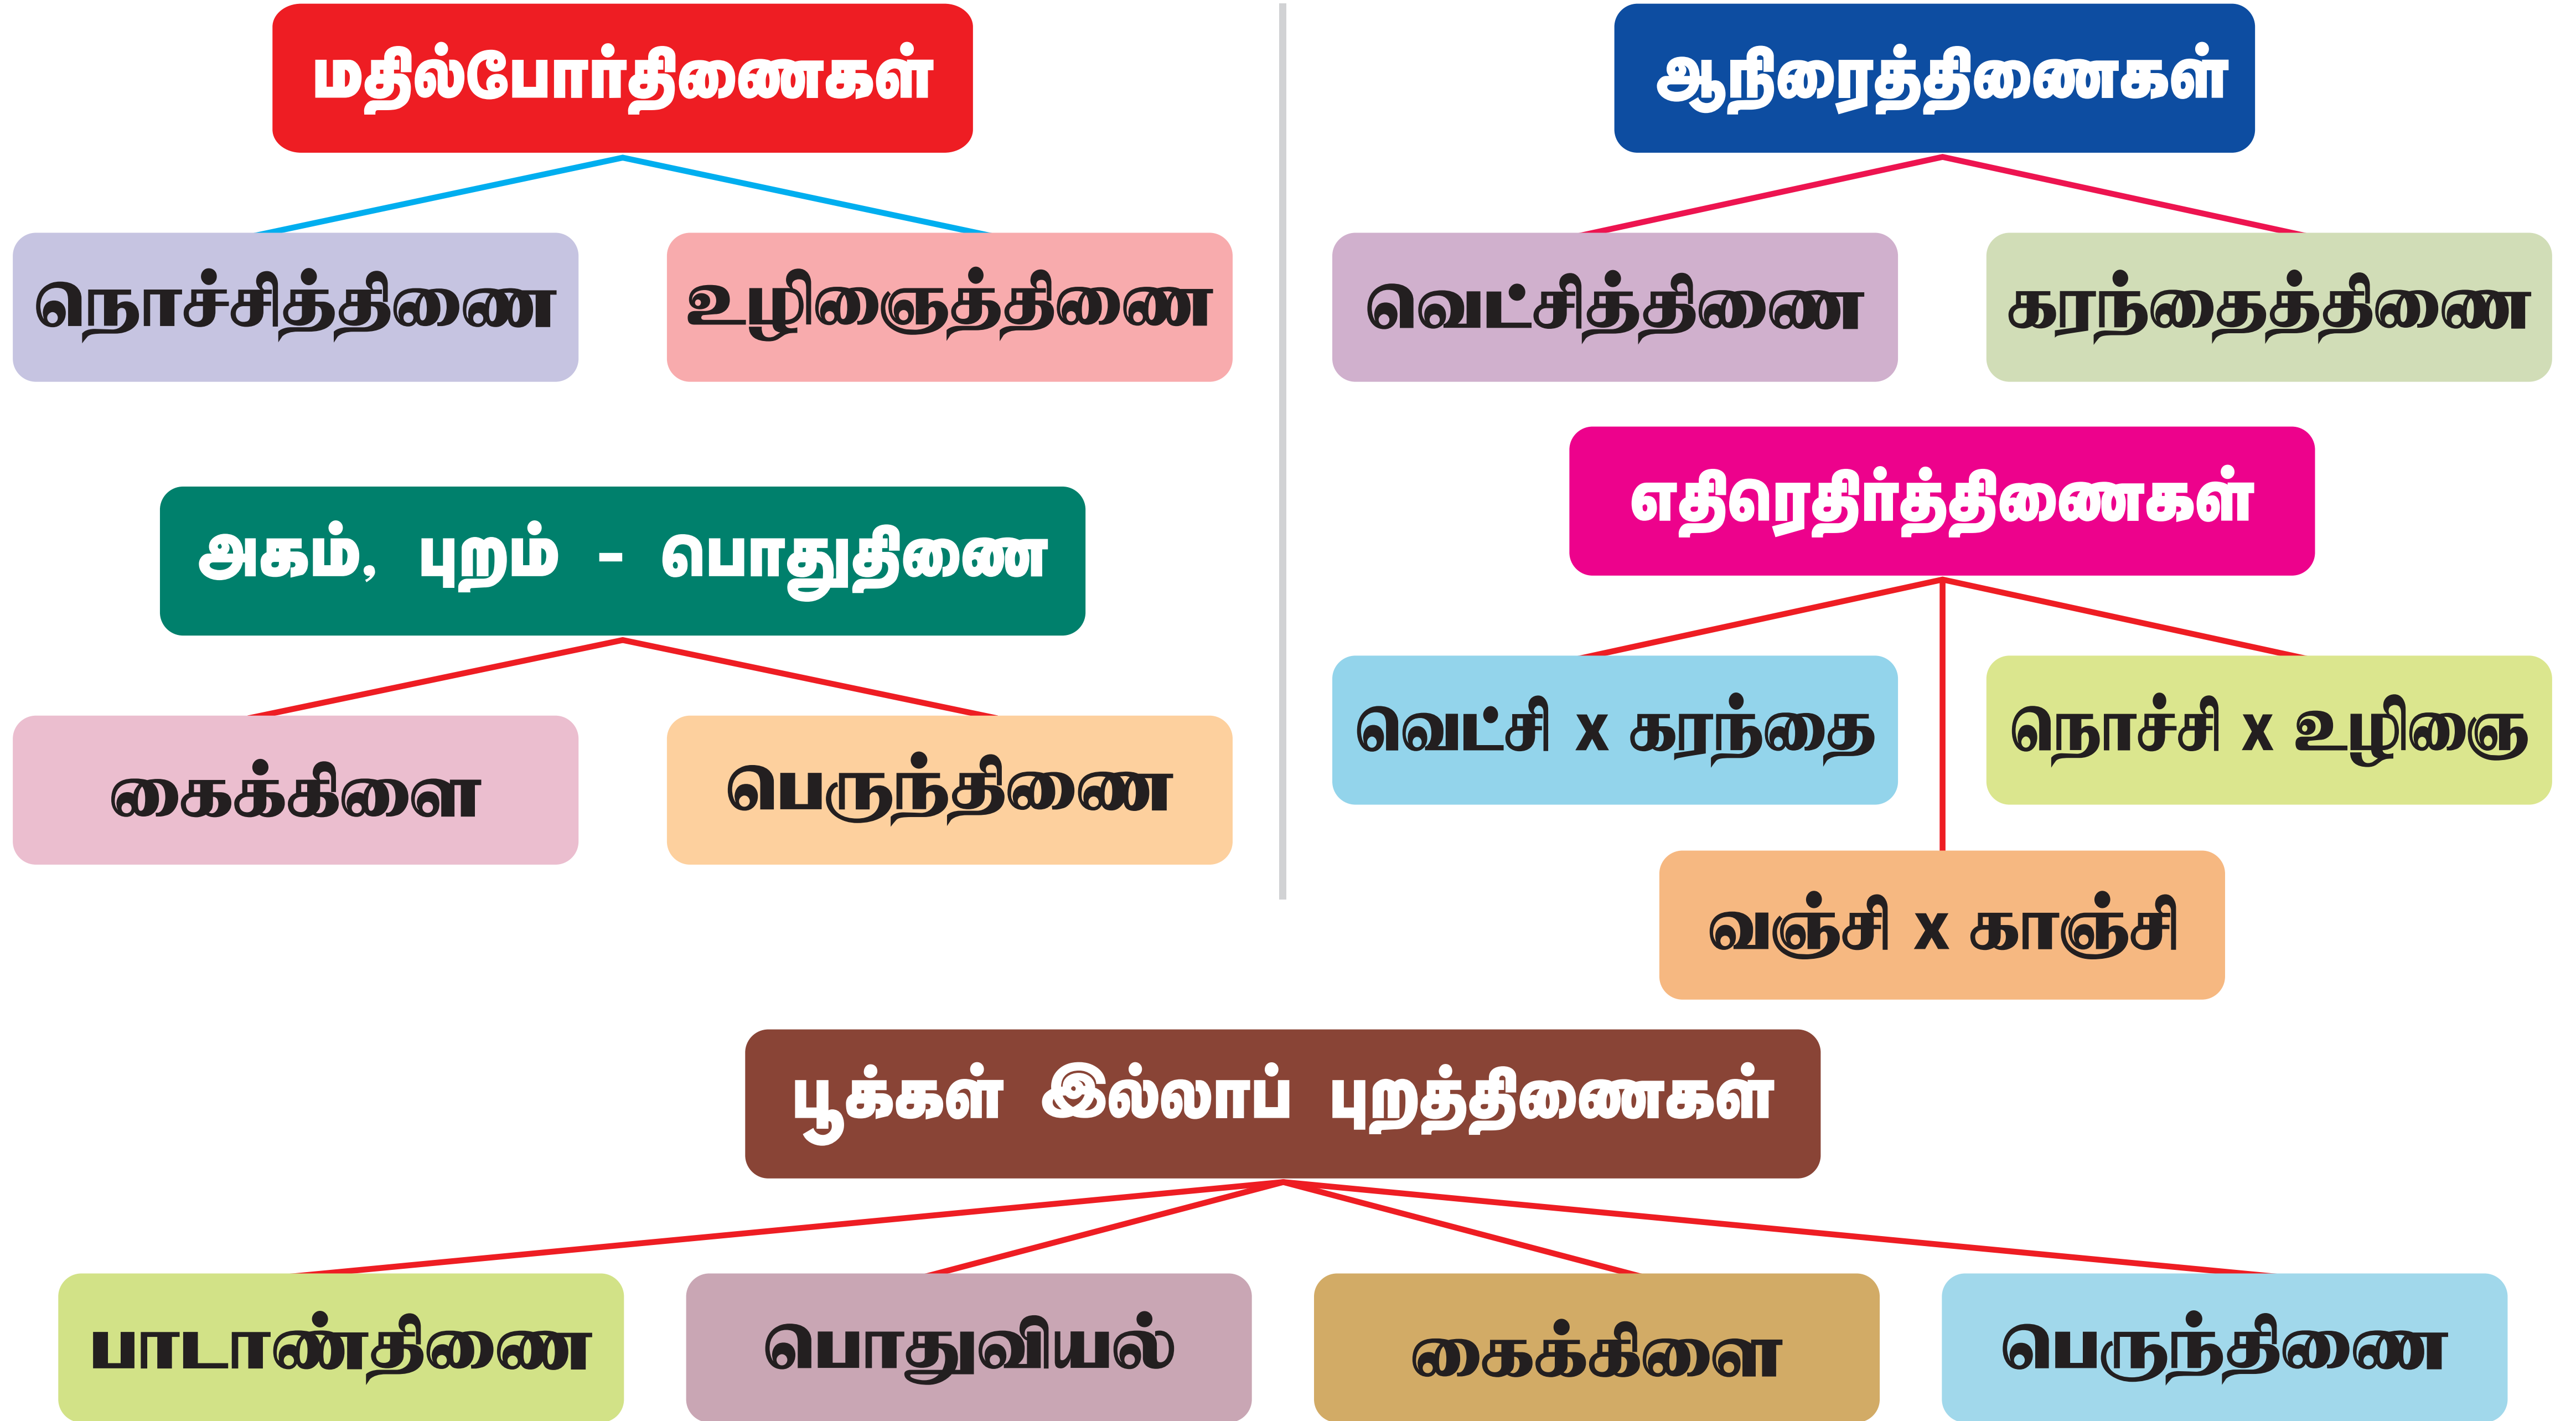 மதில்போர்திணைகள்
நொச்சித்திணை
உழிஞைத்திணை
அகம், புறம் - பொதுதிணை
கைக்கிளை
பெருந்திணை
ஆநிரைத்திணைகள்
வெட்சித்திணை
கரந்தைத்திணை
எதிரெதிர்த்திணைகள்
வெட்சி x கரந்தை
நொச்சி x உழிஞை
வஞ்சி x காஞ்சி
பூக்கள் இல்லாப் புறத்திணைகள்
பாடாண்திணை
பொதுவியல்
கைக்கிளை
பெருந்திணை